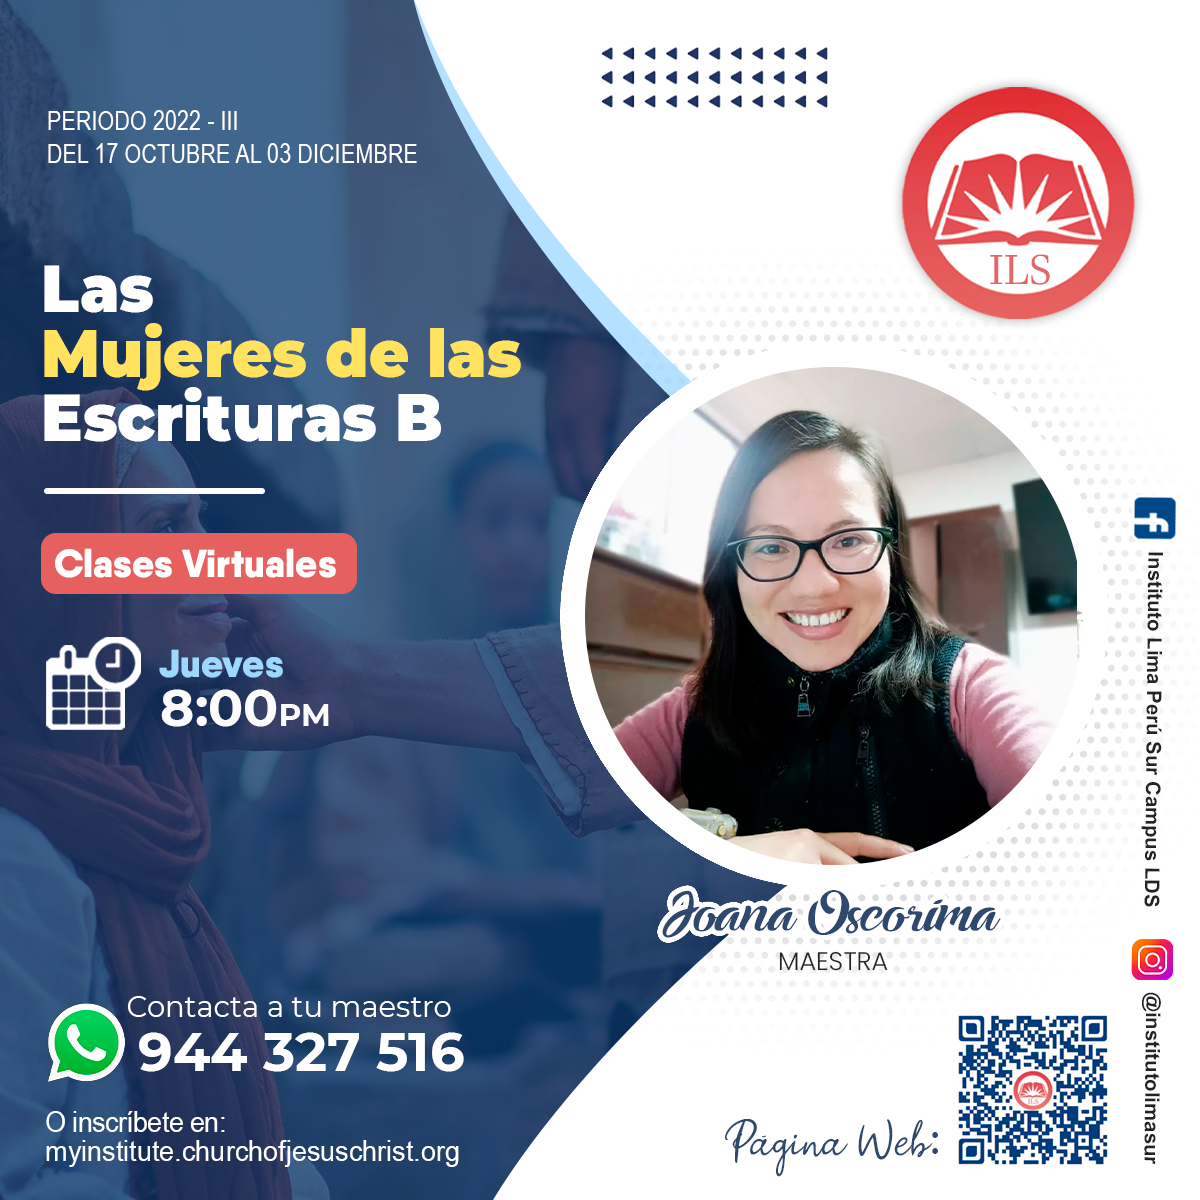 PERIODO 2022 - III
DEL 17 OCTUBRE AL 03 DICIEMBRE
ILS
Las
Mujeres de las
Escrituras B
Clases Virtuales
Jueves
8:00PM
Joana Oscorima
MAESTRA
Instituto Lima Perú Sur Campus LDS
@institutolimasur
Contacta a tu maestro
944 327 516
O inscríbete en:
myinstitute.churchofjesuschrist.org
Página Web:
ILS